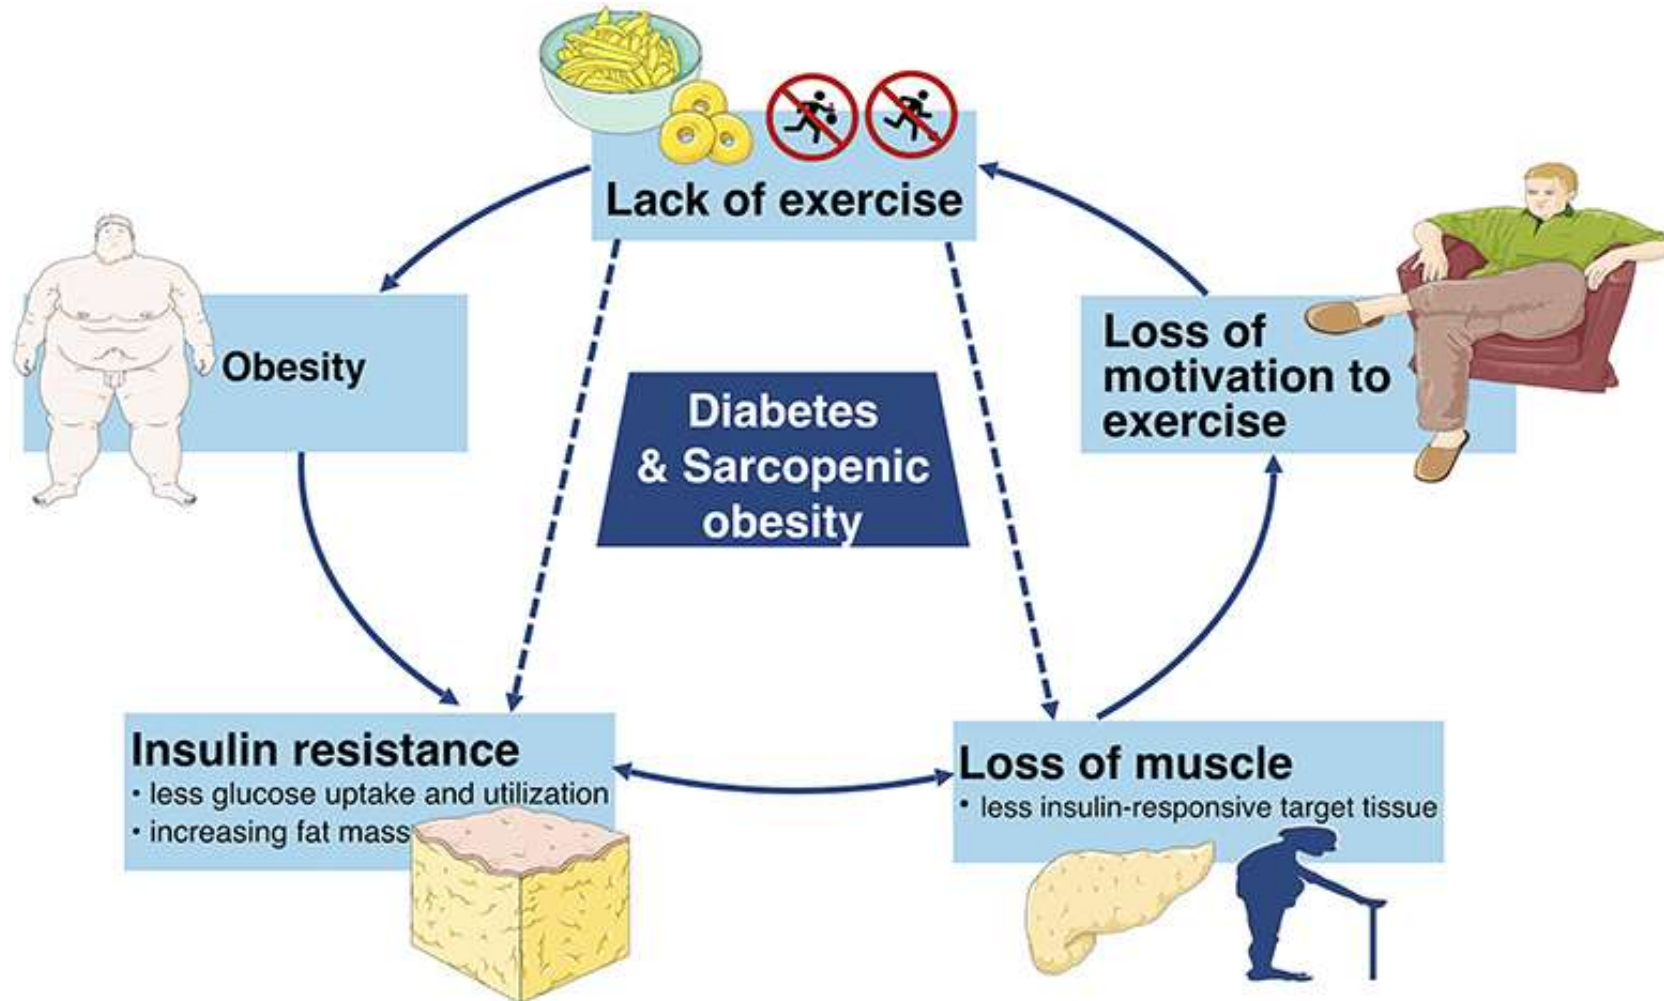 Lack of exercise
Obesity
Loss of
motivation to
exercise
Diabetes
& Sarcopenic
obesity
Insulin resistance
• less glucose uptake and utilization
• increasing fat mass
Loss of muscle
• less insulin-responsive target tissue